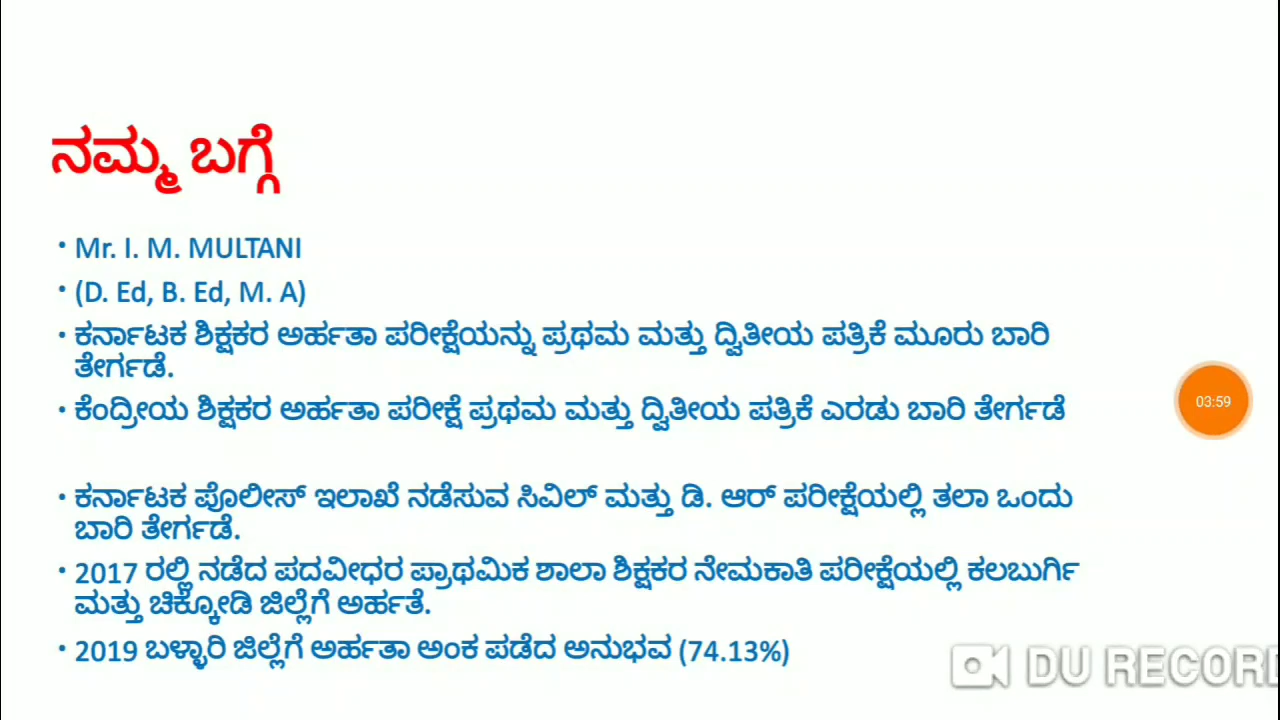 ನಮ್ಮ ಬಗ್ಗೆ
• Mr. I. M. MULTANI
• (D. Ed, B. Ed, M. A)
• ಕರ್ನಾಟಕ ಶಿಕ್ಷಕರ ಅರ್ಹತಾ ಪರೀಕ್ಷೆಯನ್ನು ಪ್ರಥಮ ಮತ್ತು ದ್ವಿತೀಯ ಪತ್ರಿಕೆ ಮೂರು ಬಾರಿ
ತೇರ್ಗಡೆ.
• ಕೆಂದ್ರೀಯ ಶಿಕ್ಷಕರ ಅರ್ಹತಾ ಪರೀಕ್ಷೆ ಪ್ರಥಮ ಮತ್ತು ದ್ವಿತೀಯ ಪತ್ರಿಕೆ ಎರಡು ಬಾರಿ ತೇರ್ಗಡೆ
03:59
• ಕರ್ನಾಟಕ ಪೊಲೀಸ್ ಇಲಾಖೆ ನಡೆಸುವ ಸಿವಿಲ್ ಮತ್ತು ಡಿ. ಆರ್ ಪರೀಕ್ಷೆಯಲ್ಲಿ ತಲಾ ಒಂದು
ಬಾರಿ ತೇರ್ಗಡೆ.
• 2017 ರಲ್ಲಿ ನಡೆದ ಪದವೀಧರ ಪ್ರಾಥಮಿಕ ಶಾಲಾ ಶಿಕ್ಷಕರ ನೇಮಕಾತಿ ಪರೀಕ್ಷೆಯಲ್ಲಿ ಕಲಬುರ್ಗಿ
ಮತ್ತು ಚಿಕ್ಕೋಡಿ ಜಿಲ್ಲೆಗೆ ಅರ್ಹತೆ.
• 2019 ಬಳ್ಳಾರಿ ಜಿಲ್ಲೆಗೆ ಅರ್ಹತಾ ಅಂಕ ಪಡೆದ ಅನುಭವ (74.13%)
DU RECORD